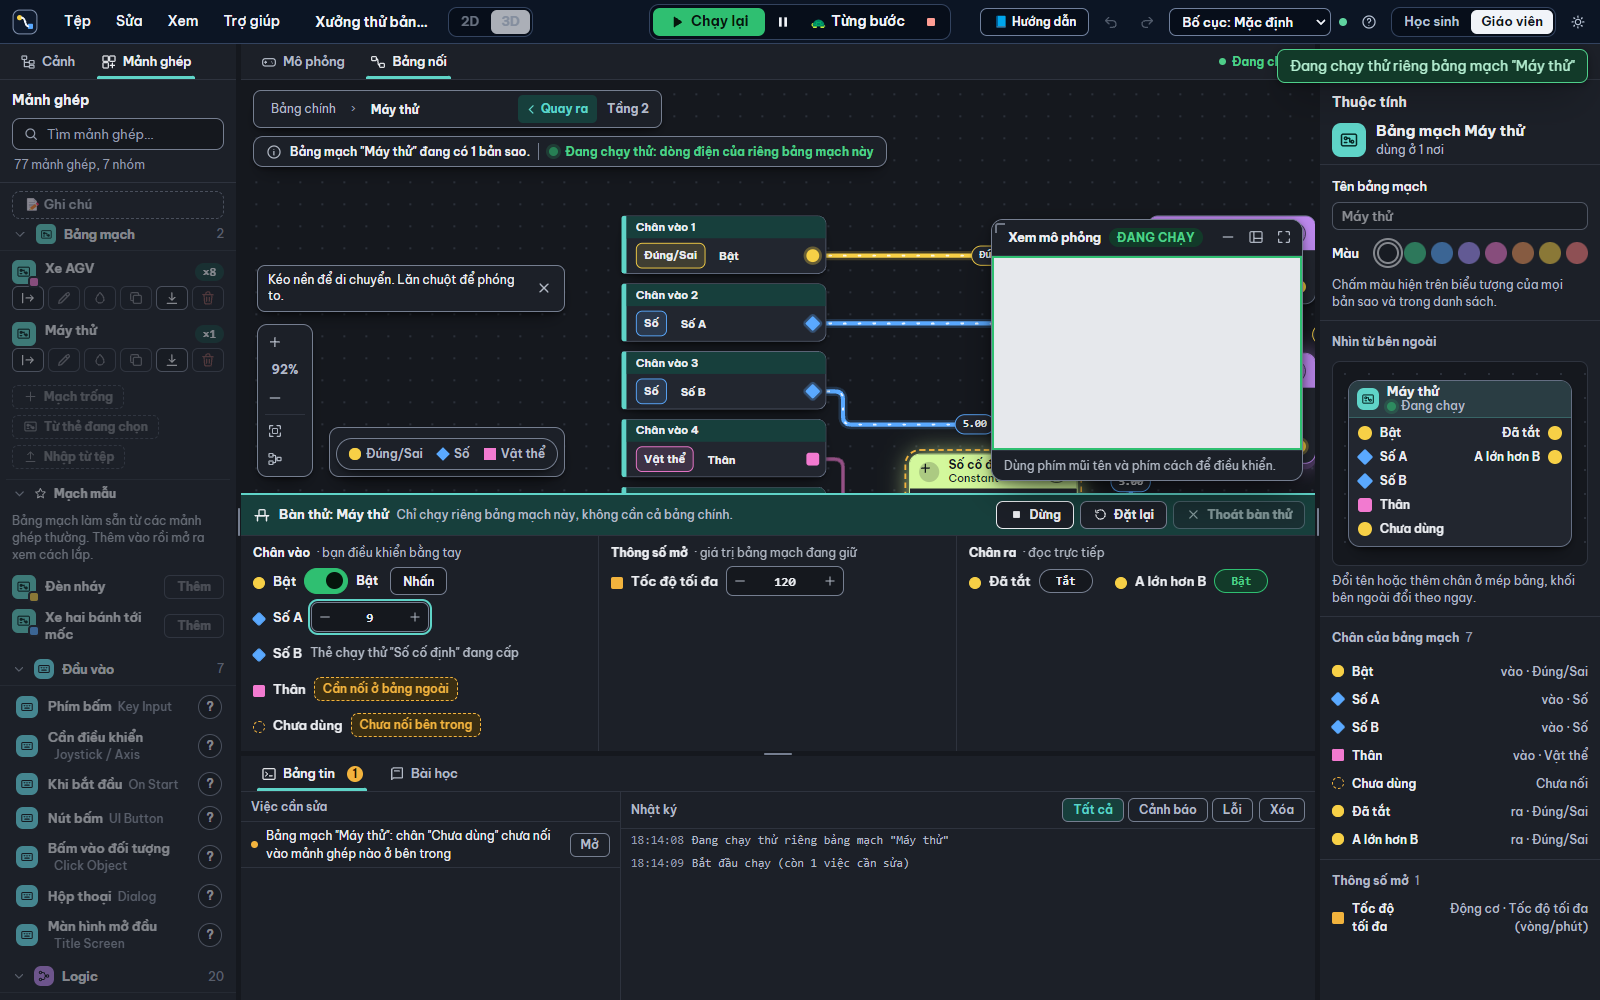 Tệp Sửa Xem Trợ giúp Xưởng thử bản... 2D 3D Chạy lại Từng bước Hướng dẫn Bố cục: Mặc định Học sinh Giáo viên
Cảnh Mảnh ghép
Mảnh ghép
Tìm mảnh ghép...
77 mảnh ghép, 7 nhóm
Ghi chú
Bảng mạch 2
Xe AGV ×8
Máy thử ×1
Mạch trống
Từ thẻ đang chọn
Nhập từ tệp
Mạch mẫu
Bảng mạch làm sẵn từ các mảnh
ghép thường. Thêm vào rồi mở ra
xem cách lắp.
Đèn nháy Thêm
Xe hai bánh tới
mốc Thêm
Đầu vào 7
Phím bấm Key Input ?
Cần điều khiển
Joystick / Axis ?
Khi bắt đầu On Start ?
Nút bấm UI Button ?
Bấm vào đối tượng
Click Object ?
Hộp thoại Dialog ?
Màn hình mở đầu
Title Screen ?
Logic 20
Mô phỏng Bảng nối
Bảng chính › Máy thử Quay ra Tầng 2
Bảng mạch "Máy thử" đang có 1 bản sao. Đang chạy thử: dòng điện của riêng bảng mạch này
Kéo nền để di chuyển. Lăn chuột để phóng
to.
92%
Đúng/Sai Số Vật thể
Chân vào 1
Đúng/Sai Bật
Chân vào 2
Số Số A
Chân vào 3
Số Số B
5.00
Chân vào 4
Vật thể Thân
Constan
Xem mô phỏng ĐANG CHẠY
Dùng phím mũi tên và phím cách để điều khiển.
5.00
Bàn thử: Máy thử Chỉ chạy riêng bảng mạch này, không cần cả bảng chính. Dừng Đặt lại Thoát bàn thử
Chân vào · bạn điều khiển bằng tay
Bật Bật Nhấn
Số A 9
Số B Thẻ chạy thử "Số cố định" đang cấp
Thân Cần nối ở bảng ngoài
Chưa dùng Chưa nối bên trong
Thông số mở · giá trị bảng mạch đang giữ
Tốc độ tối đa 120
Chân ra · đọc trực tiếp
Đã tắt Tắt A lớn hơn B Bật
Bảng tin 1 Bài học
Việc cần sửa
Bảng mạch "Máy thử": chân "Chưa dùng" chưa nối
vào mảnh ghép nào ở bên trong Mở
Nhật ký Tất cả Cảnh báo Lỗi Xóa
18:14:08 Đang chạy thử riêng bảng mạch "Máy thử"
18:14:09 Bắt đầu chạy (còn 1 việc cần sửa)
Đang chạy thử riêng bảng mạch "Máy thử"
Thuộc tính
Bảng mạch Máy thử
dùng ở 1 nơi
Tên bảng mạch
Máy thử
Màu
Chấm màu hiện trên biểu tượng của mọi
bản sao và trong danh sách.
Nhìn từ bên ngoài
Máy thử
Đang chạy
Bật Đã tắt
Số A A lớn hơn B
Số B
Thân
Chưa dùng
Đổi tên hoặc thêm chân ở mép bảng, khối
bên ngoài đổi theo ngay.
Chân của bảng mạch 7
Bật vào · Đúng/Sai
Số A vào · Số
Số B vào · Số
Thân vào · Vật thể
Chưa dùng Chưa nối
Đã tắt ra · Đúng/Sai
A lớn hơn B ra · Đúng/Sai
Thông số mở 1
Tốc độ Động cơ · Tốc độ tối đa
tối đa (vòng/phút)